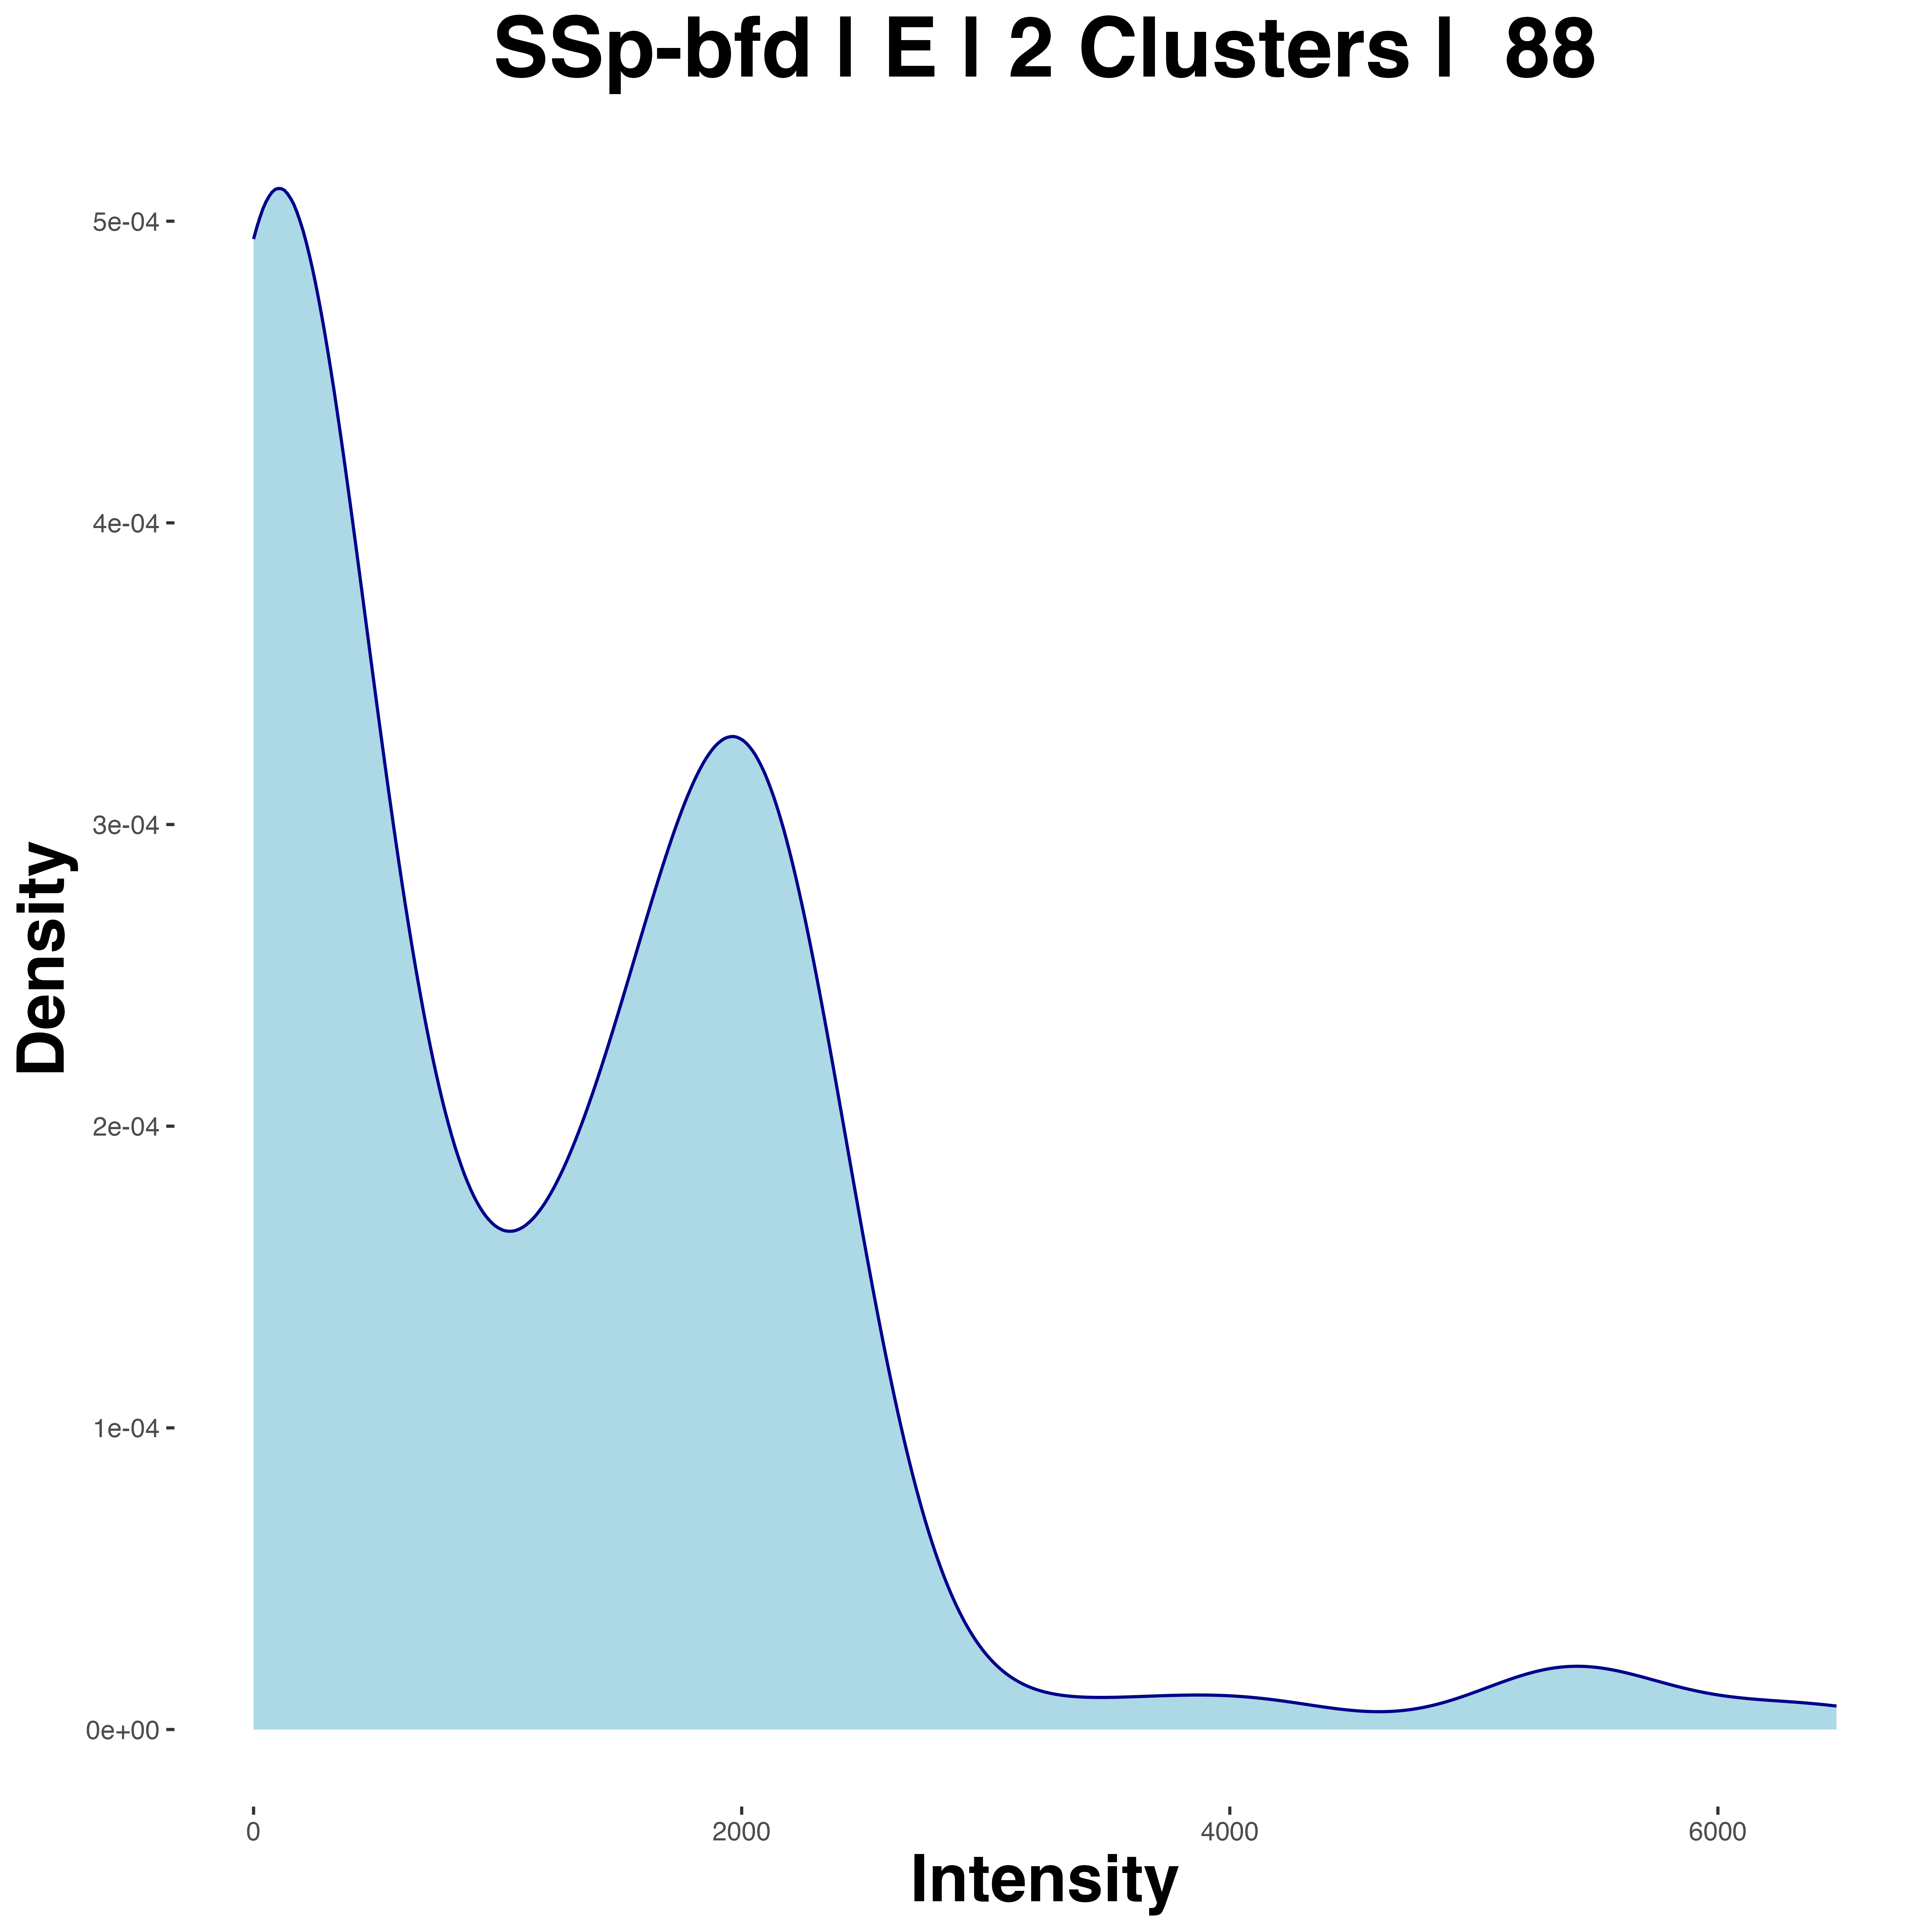 SSp-bfd | E | 2 Clusters | 88
5e-04
4e-04
3e-04
2e-04
1e-04
0e+00
Density
0 2000 4000 6000
Intensity